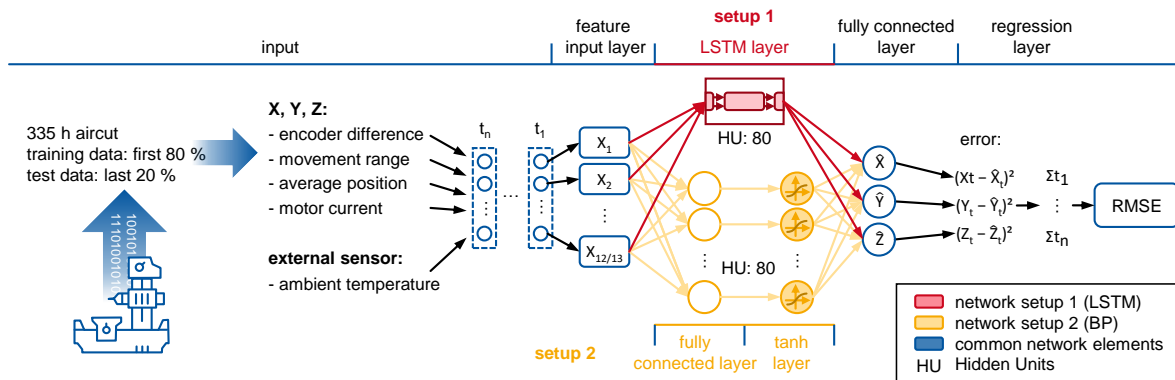 setup 1
input
feature
input layer
LSTM layer
fully connected
layer
regression
layer
335 h aircut
training data: first 80 %
test data: last 20 %
1110100101
100101
X, Y, Z:
- encoder difference
- movement range
- average position
- motor current
external sensor:
- ambient temperature
tₙ
...
t₁
X₁
X₂
X₁₂/₁₃
HU: 80
HU: 80
X̂
Ŷ
Ẑ
error:
(Xt – X̂ₜ)²
(Yₜ – Ŷₜ)²
(Zₜ – Ẑₜ)²
Σt₁
Σtₙ
RMSE
setup 2
fully
connected layer
tanh
layer
network setup 1 (LSTM)
network setup 2 (BP)
common network elements
HU Hidden Units